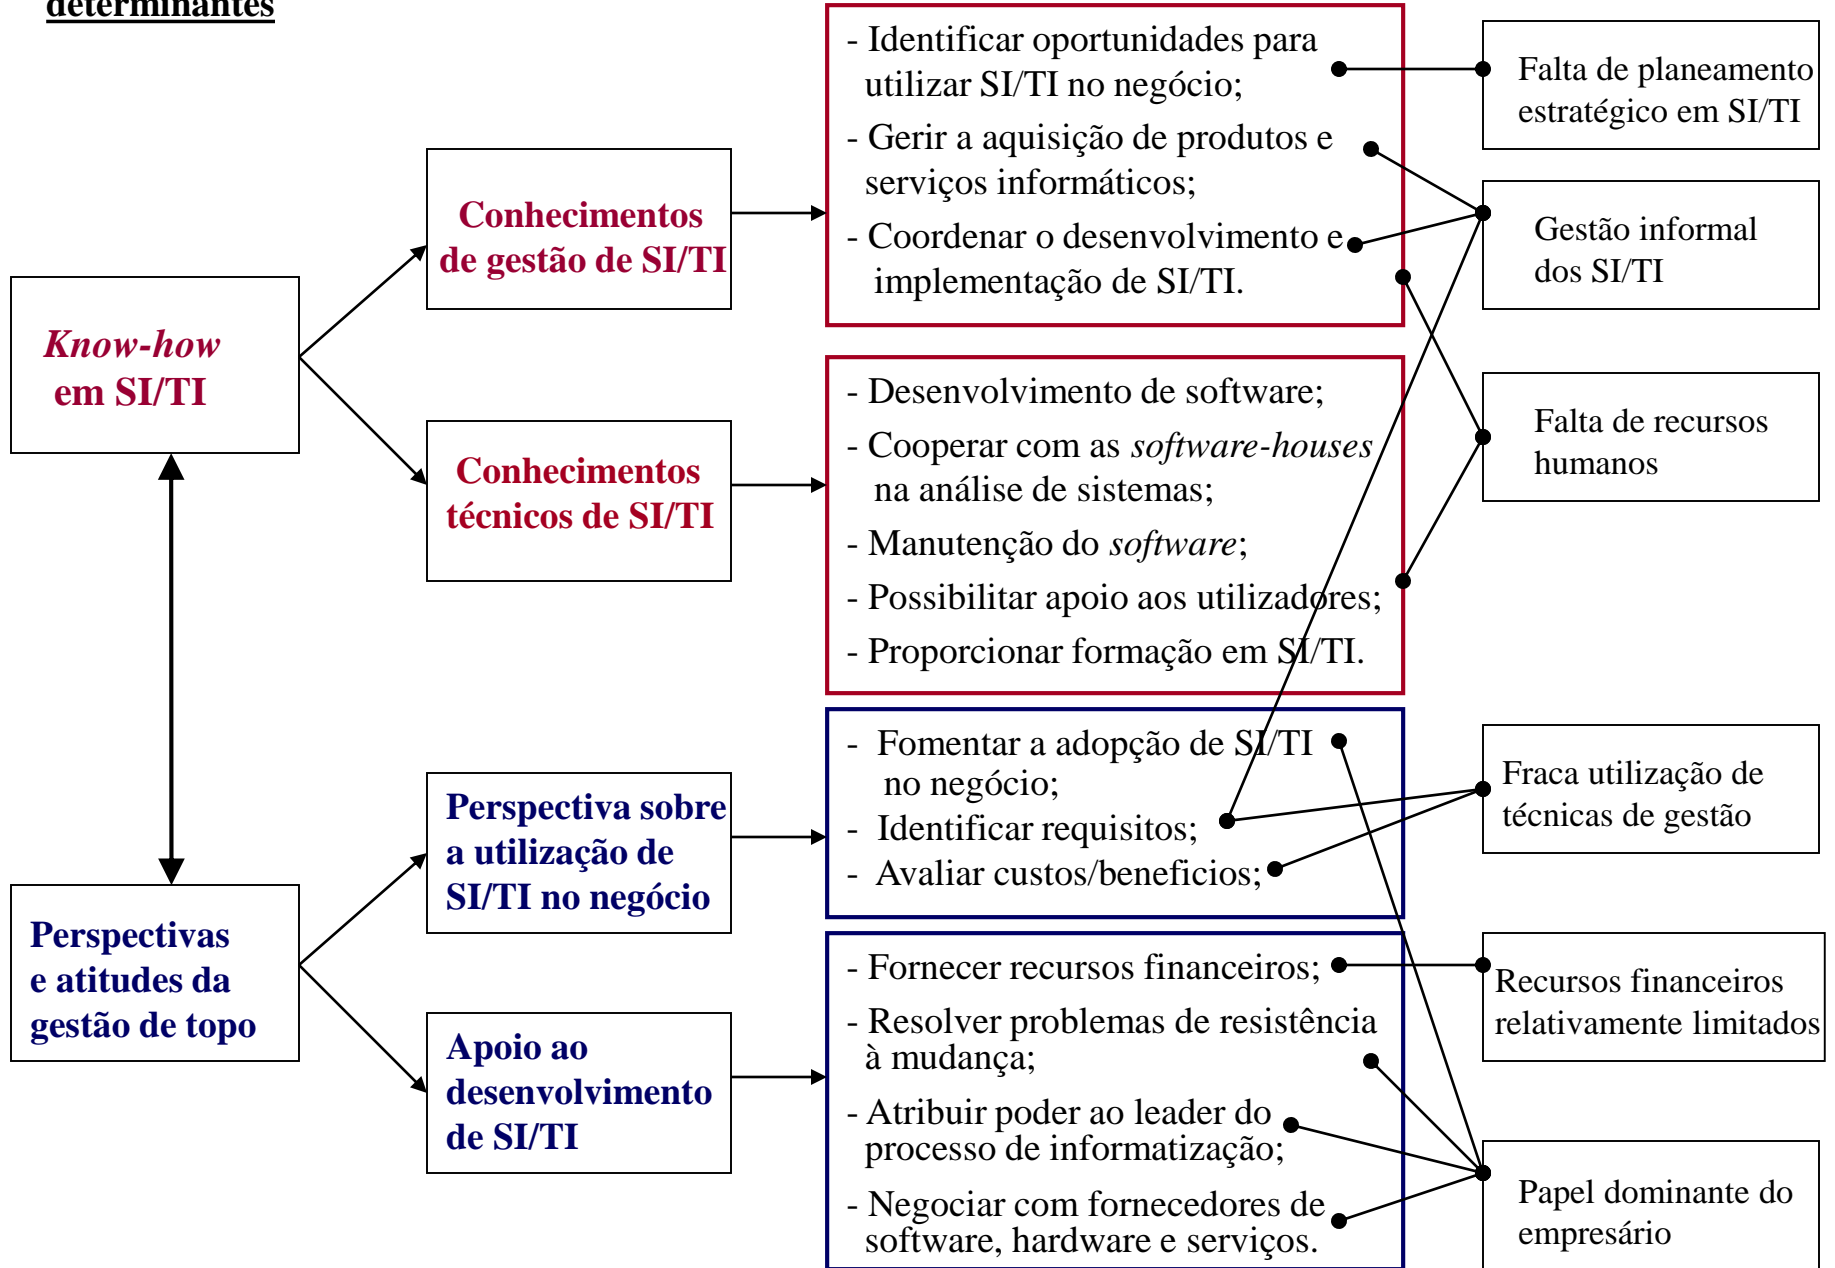 determinantes
Know-how
em SI/TI
Perspectivas
e atitudes da
gestão de topo
Conhecimentos
de gestão de SI/TI
Conhecimentos
técnicos de SI/TI
Perspectiva sobre
a utilização de
SI/TI no negócio
Apoio ao
desenvolvimento
de SI/TI
- Identificar oportunidades para
utilizar SI/TI no negócio;
- Gerir a aquisição de produtos e
serviços informáticos;
- Coordenar o desenvolvimento e
implementação de SI/TI.
- Desenvolvimento de software;
- Cooperar com as software-houses
na análise de sistemas;
- Manutenção do software;
- Possibilitar apoio aos utilizadores;
- Proporcionar formação em SI/TI.
- Fomentar a adopção de SI/TI
no negócio;
- Identificar requisitos;
- Avaliar custos/beneficios;
- Fornecer recursos financeiros;
- Resolver problemas de resistência
à mudança;
- Atribuir poder ao leader do
processo de informatização;
- Negociar com fornecedores de
software, hardware e serviços.
Falta de planeamento
estratégico em SI/TI
Gestão informal
dos SI/TI
Falta de recursos
humanos
Fraca utilização de
técnicas de gestão
Recursos financeiros
relativamente limitados
Papel dominante do
empresário